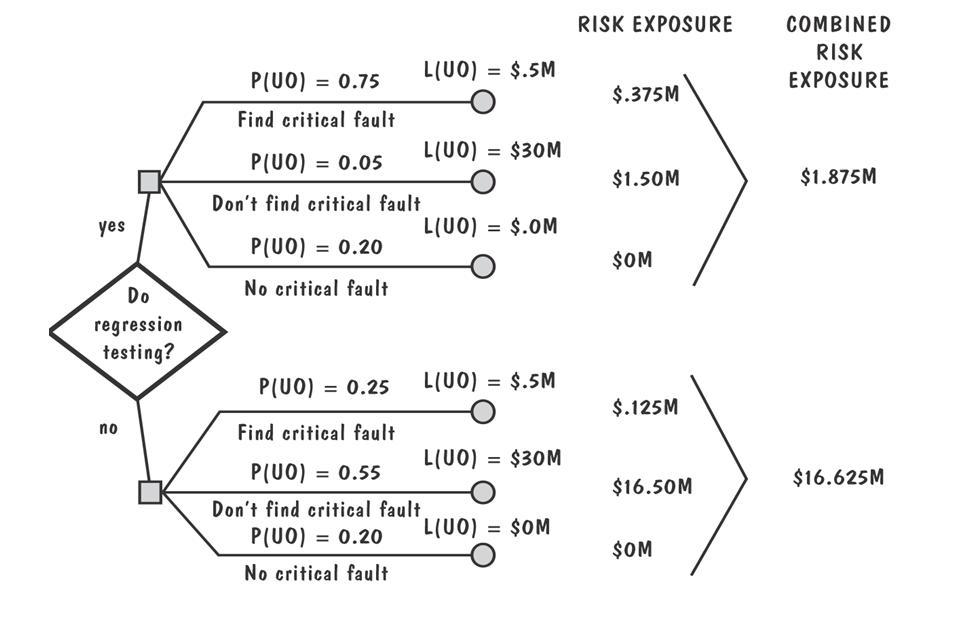 RISK EXPOSURE
COMBINED
RISK
EXPOSURE
P(UO) = 0.75
L(UO) = $.5M
$.375M
Find critical fault
P(UO) = 0.05
L(UO) = $30M
$1.50M
$1.875M
Don't find critical fault
L(UO) = $.0M
yes
P(UO) = 0.20
$0M
No critical fault
Do
regression
testing?
P(UO) = 0.25
L(UO) = $.5M
$.125M
no
Find critical fault
P(UO) = 0.55
L(UO) = $30M
$16.50M
$16.625M
Don't find critical fault
P(UO) = 0.20
L(UO) = $0M
$0M
No critical fault